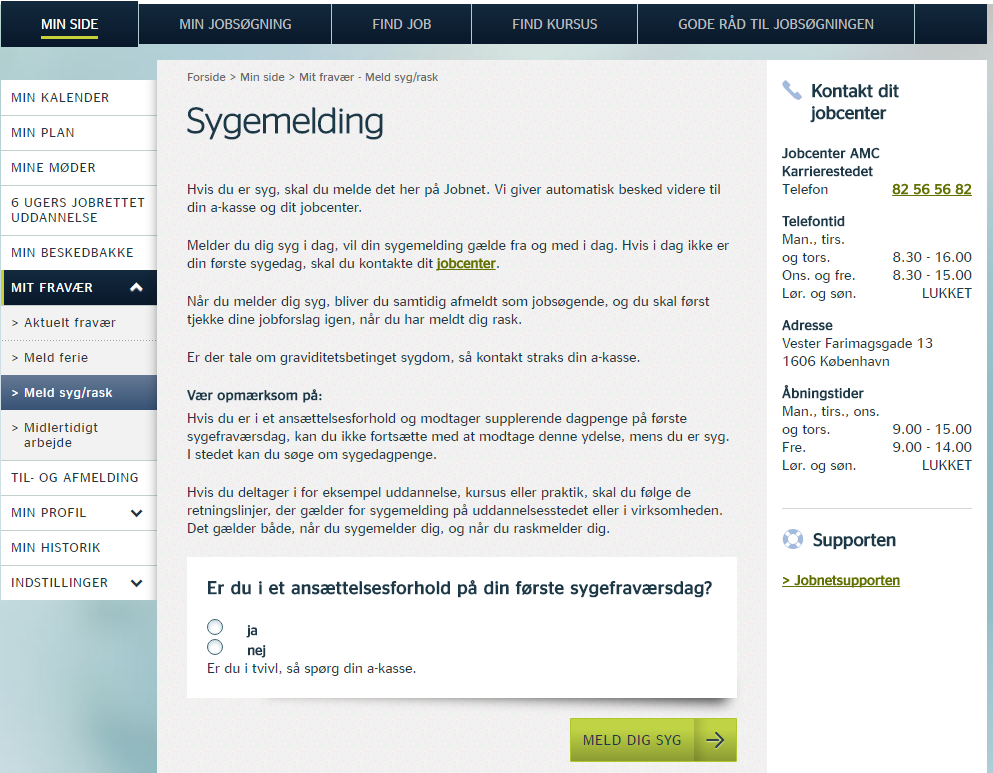 MIN SIDE
MIN JOBSØGNING
FIND JOB
FIND KURSUS
GODE RÅD TIL JOBSØGNINGEN
MIN KALENDER
MIN PLAN
MINE MØDER
6 UGERS JOBRETTET
UDDANNELSE
MIN BESKEDBAKKE
MIT FRAVÆR
> Aktuelt fravær
> Meld ferie
> Meld syg/rask
> Midlertidigt
arbejde
TIL- OG AFMELDING
MIN PROFIL
MIN HISTORIK
INDSTILLINGER
Forside > Min side > Mit fravær - Meld syg/rask
Sygemelding
Hvis du er syg, skal du melde det her på Jobnet. Vi giver automatisk besked videre til
din a-kasse og dit jobcenter.
Melder du dig syg i dag, vil din sygemelding gælde fra og med i dag. Hvis i dag ikke er
din første sygedag, skal du kontakte dit jobcenter.
Når du melder dig syg, bliver du samtidig afmeldt som jobsøgende, og du skal først
tjekke dine jobforslag igen, når du har meldt dig rask.
Er der tale om graviditetsbetinget sygdom, så kontakt straks din a-kasse.
Vær opmærksom på:
Hvis du er i et ansættelsesforhold og modtager supplerende dagpenge på første
sygefraværsdag, kan du ikke fortsætte med at modtage denne ydelse, mens du er syg.
I stedet kan du søge om sygedagpenge.
Hvis du deltager i for eksempel uddannelse, kursus eller praktik, skal du følge de
retningslinjer, der gælder for sygemelding på uddannelsesstedet eller i virksomheden.
Det gælder både, når du sygemelder dig, og når du raskmelder dig.
Er du i et ansættelsesforhold på din første sygefraværsdag?
ja
nej
Er du i tvivl, så spørg din a-kasse.
MELD DIG SYG
Kontakt dit
jobcenter
Jobcenter AMC
Karrierestedet
Telefon 82 56 56 82
Telefontid
Man., tirs.
og tors. 8.30 - 16.00
Ons. og fre. 8.30 - 15.00
Lør. og søn. LUKKET
Adresse
Vester Farimagsgade 13
1606 København
Åbningstider
Man., tirs., ons.
og tors. 9.00 - 15.00
Fre. 9.00 - 14.00
Lør. og søn. LUKKET
Supporten
> Jobnetsupporten